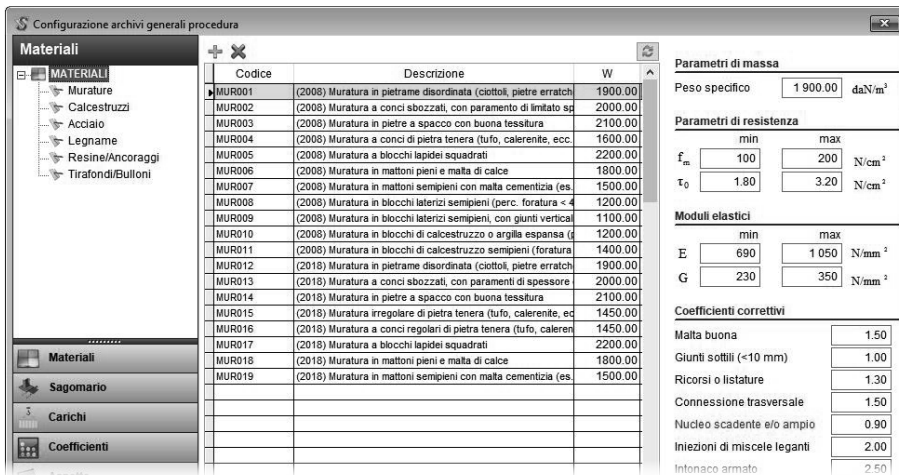 Configurazione archivi generali procedura
Materiali
MATERIALI
Murature
Calcestruzzi
Acciaio
Legname
Resine/Ancoraggi
Tirafondi/Bulloni
Materiali
Sagomario
Carichi
Coefficienti
Codice Descrizione W
MUR001 (2008) Muratura in pietrame disordinata (ciottoli, pietre erratch 1900.00
MUR002 (2008) Muratura a conci sbozzati, con paramento di limitato sp 2000.00
MUR003 (2008) Muratura in pietre a spacco con buona tessitura 2100.00
MUR004 (2008) Muratura a conci di pietra tenera (tufo, calerenite, ecc. 1600.00
MUR005 (2008) Muratura a blocchi lapidei squadrati 2200.00
MUR006 (2008) Muratura in mattoni pieni e malta di calce 1800.00
MUR007 (2008) Muratura in mattoni semipieni con malta cementizia (es. 1500.00
MUR008 (2008) Muratura in blocchi laterizi semipieni (perc. foratura < 4 1200.00
MUR009 (2008) Muratura in blocchi laterizi semipieni, con giunti vertical 1100.00
MUR010 (2008) Muratura in blocchi di calcestruzzo o argilla espansa (p 1200.00
MUR011 (2008) Muratura in blocchi di calcestruzzo semipieni (foratura 1400.00
MUR012 (2018) Muratura in pietrame disordinata (ciottoli, pietre erratch 1900.00
MUR013 (2018) Muratura a conci sbozzati, con paramenti di spessore 2000.00
MUR014 (2018) Muratura in pietre a spacco con buona tessitura 2100.00
MUR015 (2018) Muratura irregolare di pietra tenera (tufo, calerenite, ec 1450.00
MUR016 (2018) Muratura a conci regolari di pietra tenera (tufo, caleren 1450.00
MUR017 (2018) Muratura a blocchi lapidei squadrati 2200.00
MUR018 (2018) Muratura in mattoni pieni e malta di calce 1800.00
MUR019 (2018) Muratura in mattoni semipieni con malta cementizia (es. 1500.00
Parametri di massa
Peso specifico 1 900.00 daN/m³
Parametri di resistenza
min max
fm 100 200 N/cm²
τ0 1.80 3.20 N/cm²
Moduli elastici
min max
E 690 1 050 N/mm²
G 230 350 N/mm²
Coefficienti correttivi
Malta buona 1.50
Giunti sottili (<10 mm) 1.00
Ricorsi o listature 1.30
Connessione trasversale 1.50
Nucleo scadente e/o ampio 0.90
Iniezioni di miscele leganti 2.00
Intonaco armato 2.50